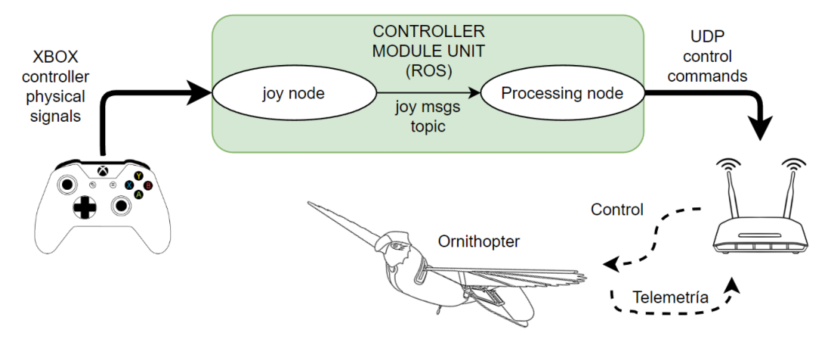 XBOX
controller
physical
signals
CONTROLLER
MODULE UNIT
(ROS)
joy node
joy msgs
topic
Processing node
UDP
control
commands
Y
X
B
A
Control
Ornithopter
Telemetría